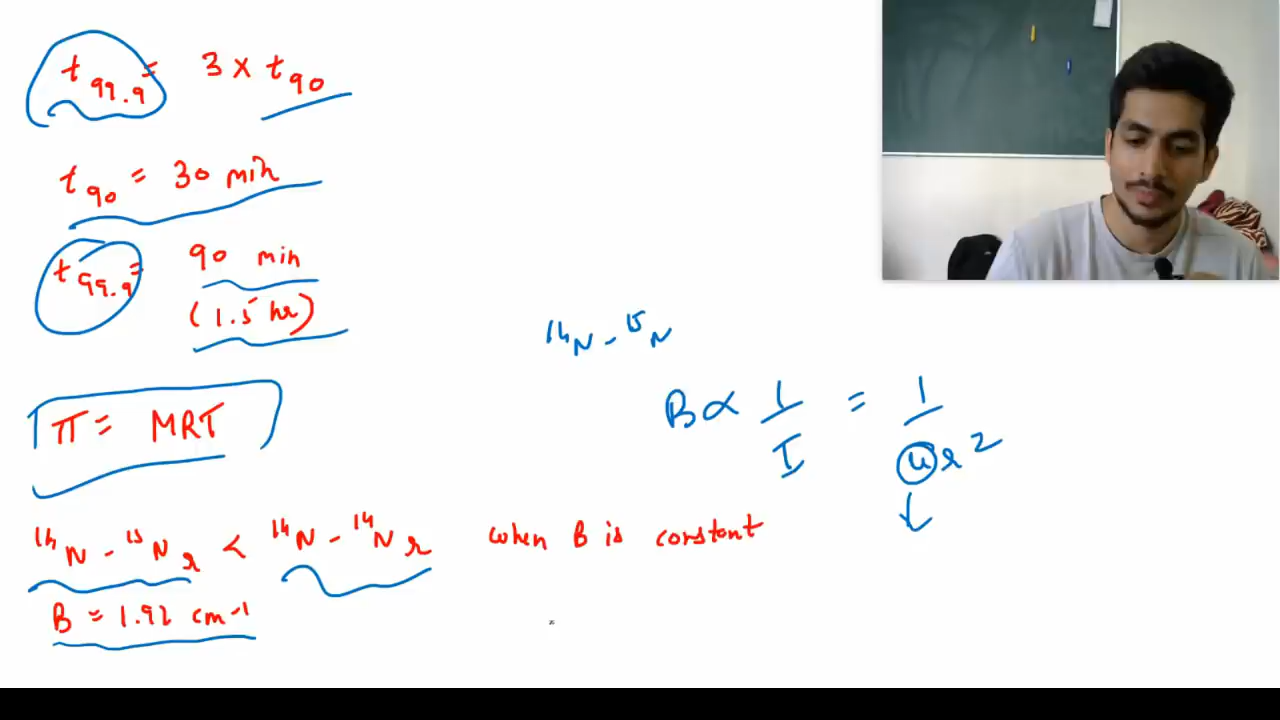 t99.9 = 3 × t90
t90 = 30 min
t99.9 = 90 min
(1.5 hr)
π = MRT
14N - 15N
B ∝ 1/I = 1/ur²
14N - 15N r < 14N - 14N r when B is constant
B = 1.92 cm⁻¹